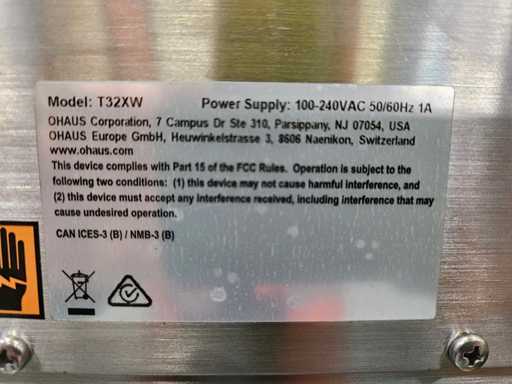 Model: T32XW Power Supply: 100-240VAC 50/60Hz 1A
OHAUS Corporation, 7 Campus Dr Ste 310, Parsippany, NJ 07054, USA
OHAUS Europe GmbH, Heuwinkelstrasse 3, 8606 Naenikon, Switzerland
www.ohaus.com
This device complies with Part 15 of the FCC Rules. Operation is subject to the
following two conditions: (1) this device may not cause harmful interference, and
(2) this device must accept any interference received, including interference that may
cause undesired operation.
CAN ICES-3 (B) / NMB-3 (B)